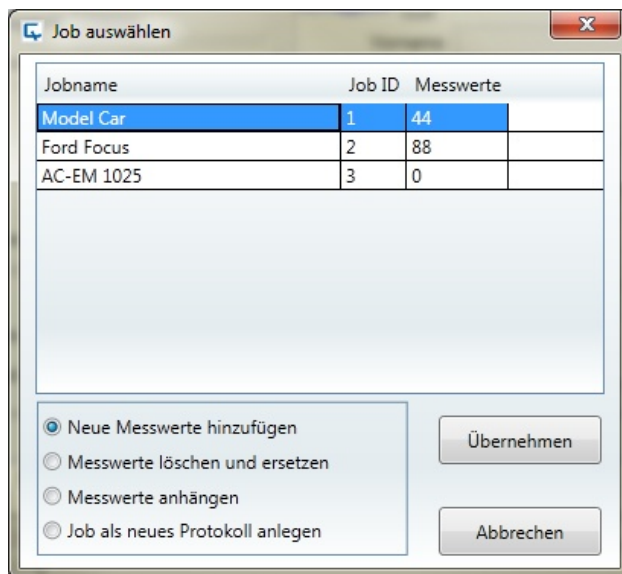 Job auswählen
Jobname Job ID Messwerte
Model Car 1 44
Ford Focus 2 88
AC-EM 1025 3 0
Neue Messwerte hinzufügen
Messwerte löschen und ersetzen
Messwerte anhängen
Job als neues Protokoll anlegen
Übernehmen
Abbrechen